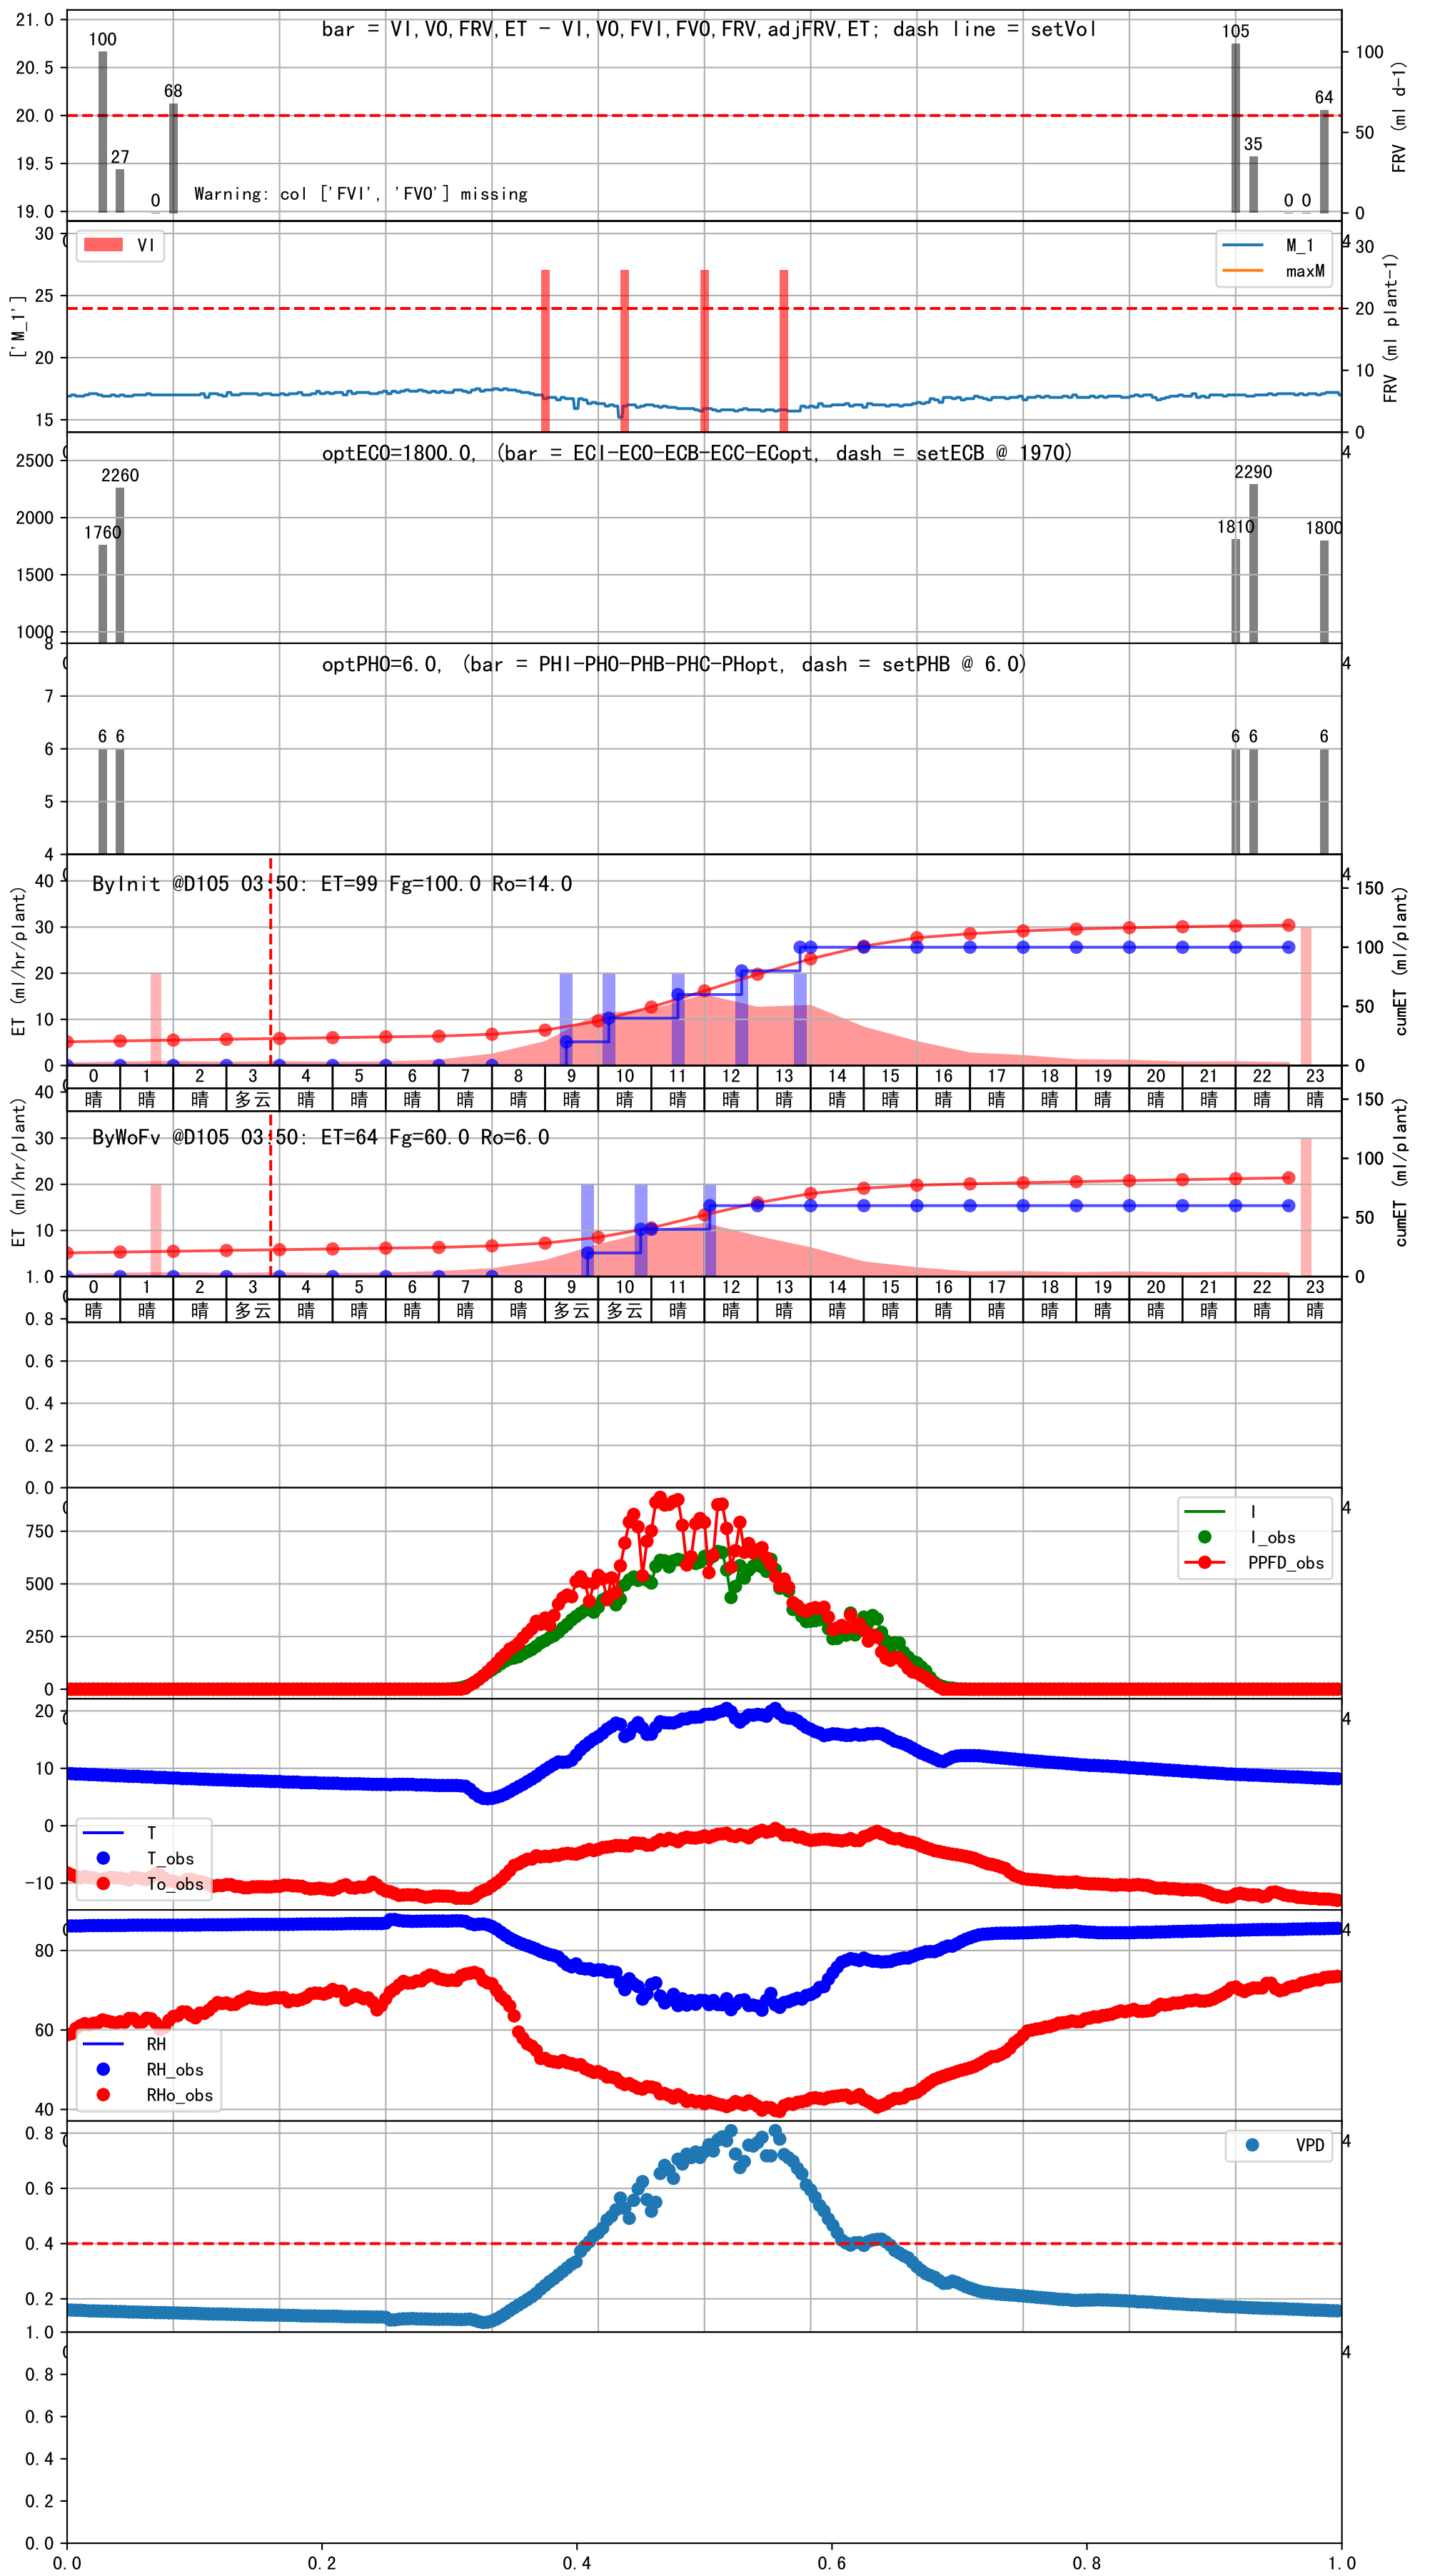 bar = VI,VO,FRV,ET - VI,VO,FVI,FVO,FRV,adjFRV,ET; dash line = setVol
21.0
20.5
20.0
19.5
19.0
100
27
0
68
105
35
0 0
64
Warning: col ['FVI', 'FVO'] missing
100
50
0
FRV (ml d-1)
['M_1']
30
25
20
15
VI
M_1
maxM
30
20
10
0
FRV (ml plant-1)
optECO=1800.0, (bar = ECI-ECO-ECB-ECC-ECopt, dash = setECB @ 1970)
2500
2000
1500
1000
1760
2260
1810
2290
1800
optPHO=6.0, (bar = PHI-PHO-PHB-PHC-PHopt, dash = setPHB @ 6.0)
8
7
6
5
4
6 6
6 6
6
ByInit @D105 03:50: ET=99 Fg=100.0 Ro=14.0
ET (ml/hr/plant)
40
30
20
10
0
150
100
50
0
cumET (ml/plant)
0 1 2 3 4 5 6 7 8 9 10 11 12 13 14 15 16 17 18 19 20 21 22 23
晴 晴 晴 多云 晴 晴 晴 晴 晴 晴 晴 晴 晴 晴 晴 晴 晴 晴 晴 晴 晴 晴 晴 晴
ByWoFv @D105 03:50: ET=64 Fg=60.0 Ro=6.0
ET (ml/hr/plant)
40
30
20
10
150
100
50
0
cumET (ml/plant)
0 1 2 3 4 5 6 7 8 9 10 11 12 13 14 15 16 17 18 19 20 21 22 23
晴 晴 晴 多云 晴 晴 晴 晴 晴 多云 多云 晴 晴 晴 晴 晴 晴 晴 晴 晴 晴 晴 晴 晴
1.0
0.8
0.6
0.4
0.2
0.0
750
500
250
0
I
I_obs
PPFD_obs
20
10
0
-10
T
T_obs
To_obs
80
60
40
RH
RH_obs
RHo_obs
0.8
0.6
0.4
0.2
VPD
1.0
0.8
0.6
0.4
0.2
0.0
0.0 0.2 0.4 0.6 0.8 1.0